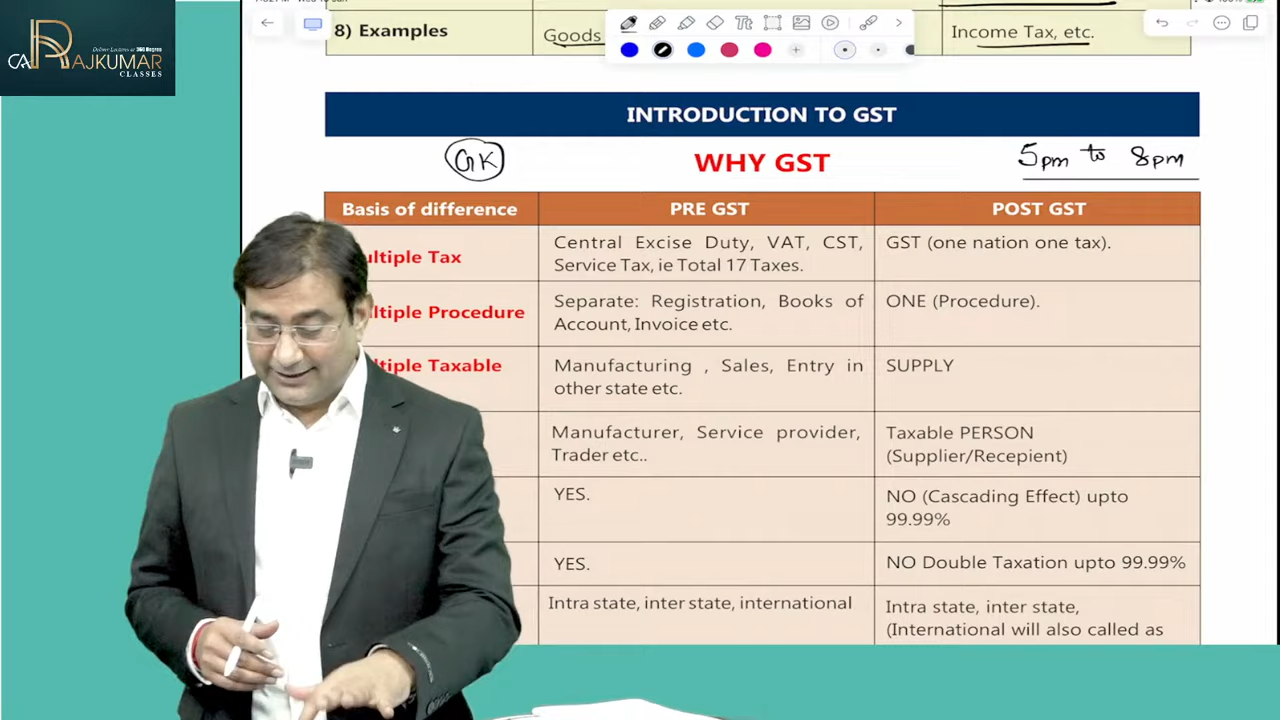 Deliver Lectures at 360 Degree
CA RAJKUMAR
CLASSES
8) Examples
Goods
Income Tax, etc.
INTRODUCTION TO GST
GK
WHY GST
5pm to 8pm
Basis of difference
PRE GST
POST GST
ultiple Tax
Central Excise Duty, VAT, CST,
Service Tax, ie Total 17 Taxes.
GST (one nation one tax).
ltiple Procedure
Separate: Registration, Books of
Account, Invoice etc.
ONE (Procedure).
ltiple Taxable
Manufacturing , Sales, Entry in
other state etc.
SUPPLY
Manufacturer, Service provider,
Trader etc..
Taxable PERSON
(Supplier/Recepient)
YES.
NO (Cascading Effect) upto
99.99%
YES.
NO Double Taxation upto 99.99%
Intra state, inter state, international
Intra state, inter state,
(International will also called as